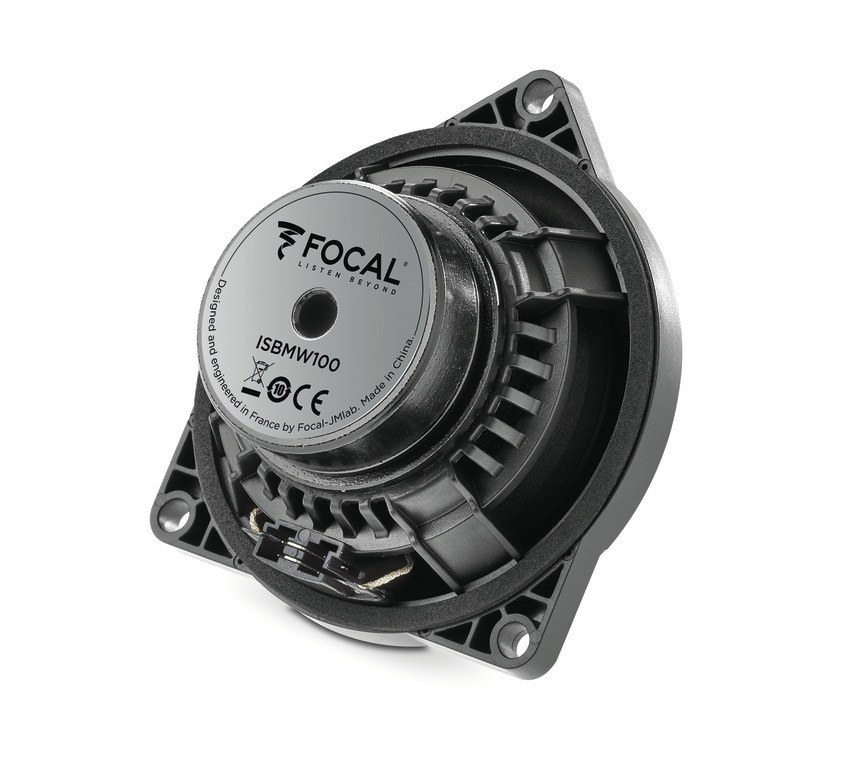 FOCAL®
LISTEN BEYOND
ISBMW100
10 CE
Designed and engineered in France by Focal-JMlab. Made in China.